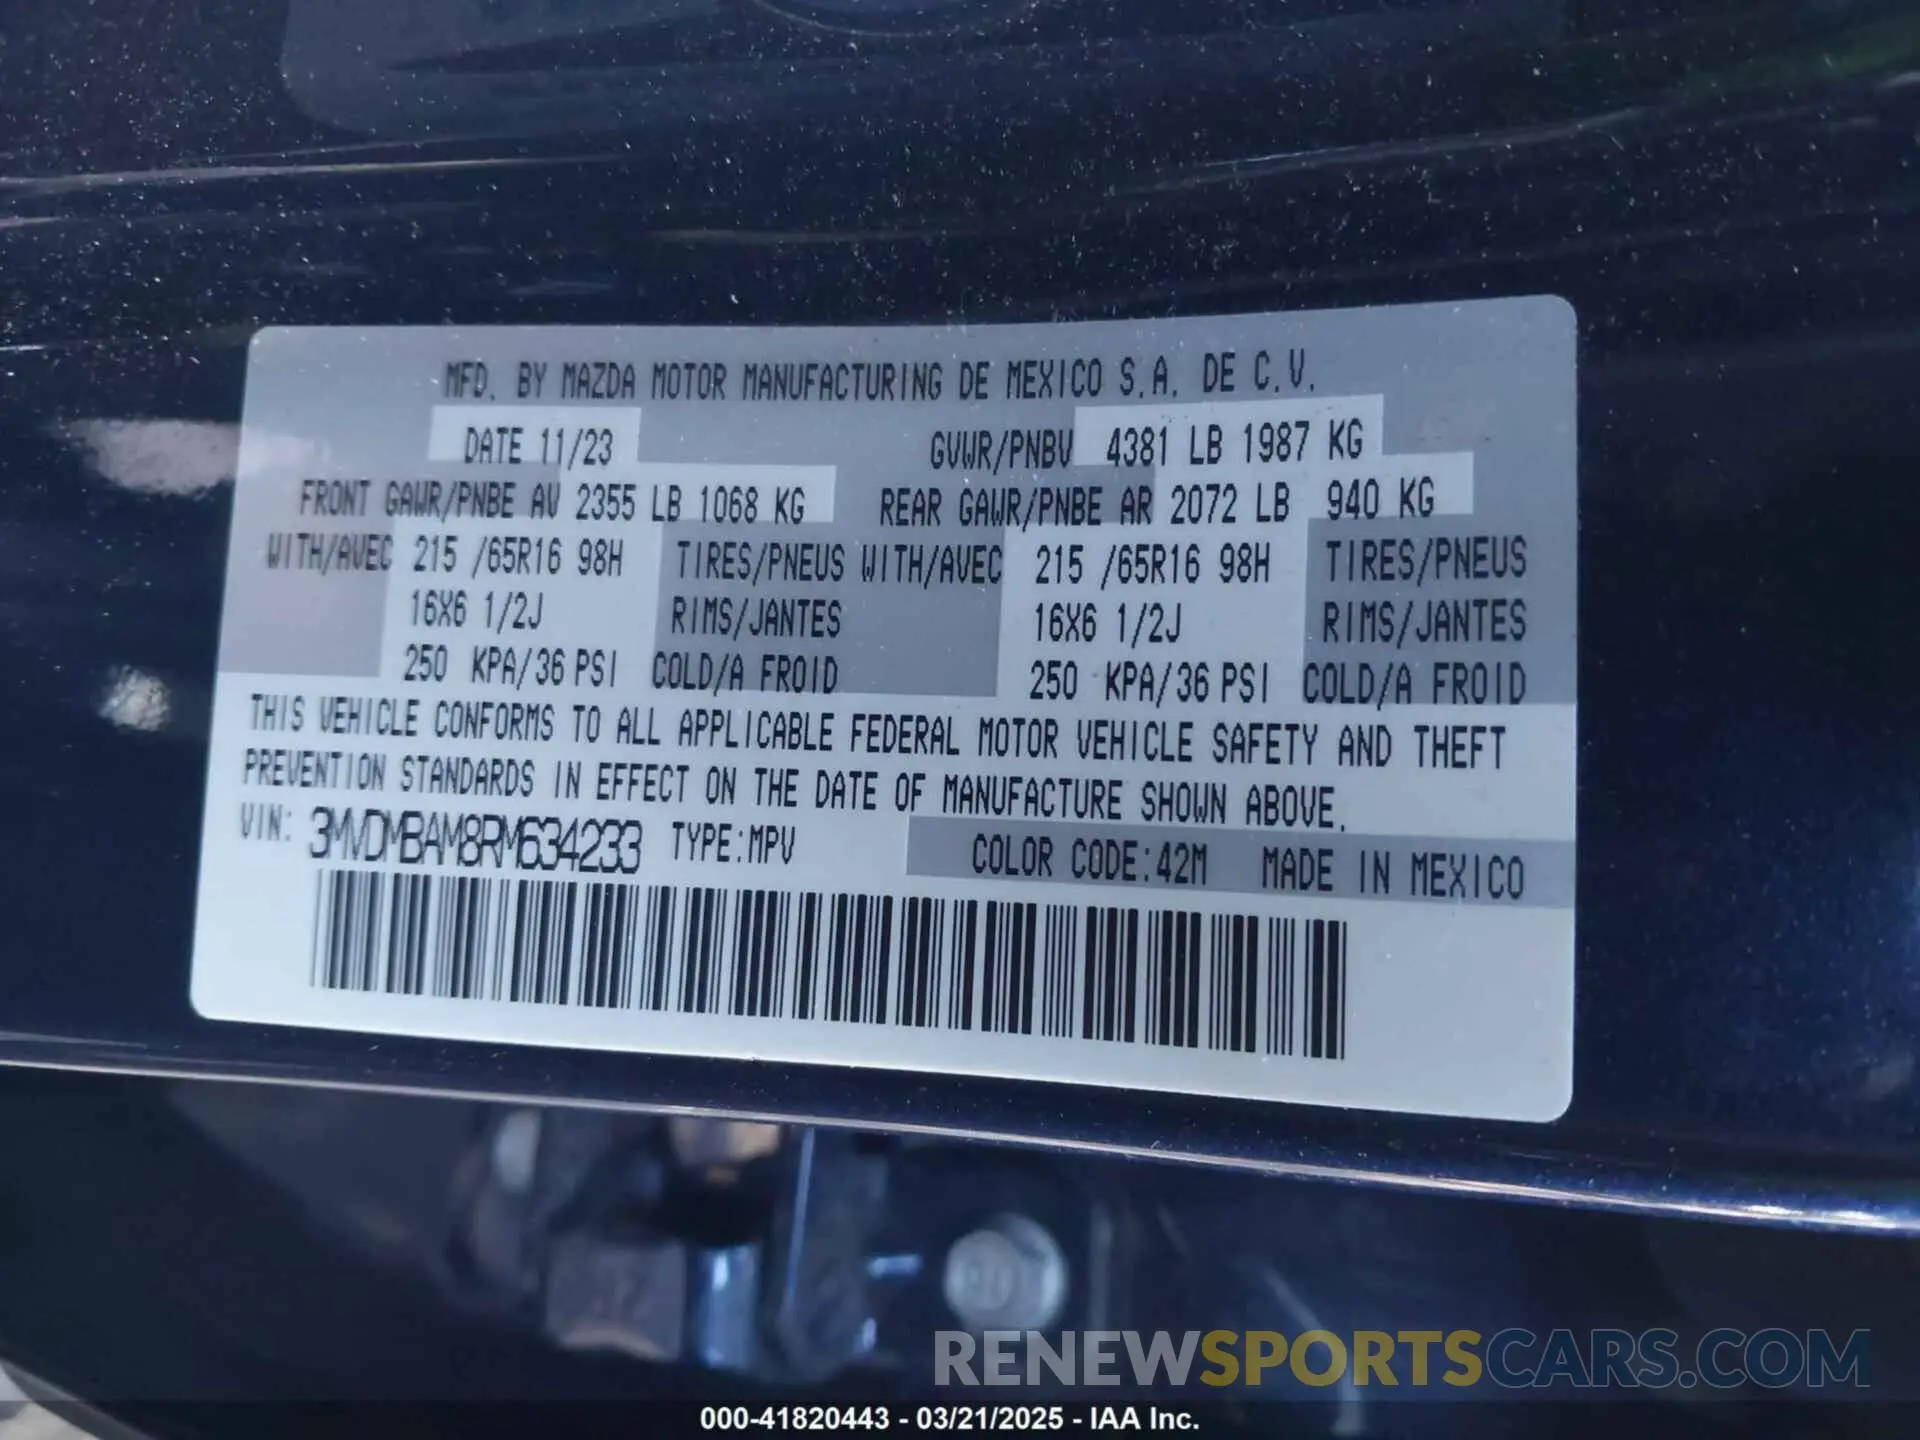 MFD. BY MAZDA MOTOR MANUFACTURING DE MEXICO S.A. DE C.V.
DATE 11/23 GVWR/PNBV 4381 LB 1987 KG
FRONT GAWR/PNBE AV 2355 LB 1068 KG REAR GAWR/PNBE AR 2072 LB 940 KG
WITH/AVEC 215 /65R16 98H TIRES/PNEUS WITH/AVEC 215 /65R16 98H TIRES/PNEUS
16X6 1/2J RIMS/JANTES 16X6 1/2J RIMS/JANTES
250 KPA/36 PSI COLD/A FROID 250 KPA/36 PSI COLD/A FROID
THIS VEHICLE CONFORMS TO ALL APPLICABLE FEDERAL MOTOR VEHICLE SAFETY AND THEFT
PREVENTION STANDARDS IN EFFECT ON THE DATE OF MANUFACTURE SHOWN ABOVE.
VIN: 3MVDMBAM8RM634233 TYPE:MPV COLOR CODE:42M MADE IN MEXICO
RENEWSPORTSCARS.COM
000-41820443 - 03/21/2025 - IAA Inc.